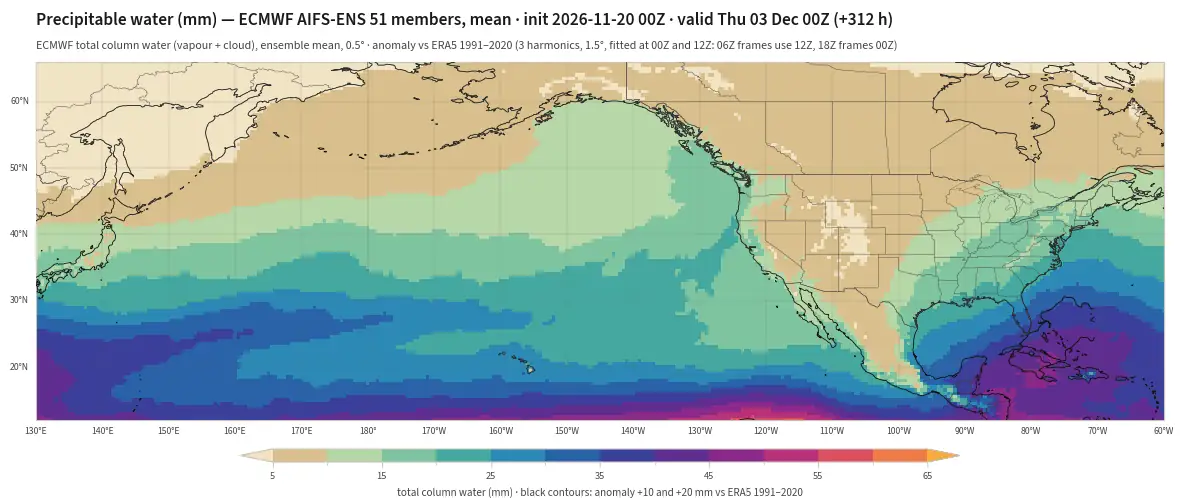 Precipitable water (mm) — ECMWF AIFS-ENS 51 members, mean · init 2026-11-20 00Z · valid Thu 03 Dec 00Z (+312 h)
ECMWF total column water (vapour + cloud), ensemble mean, 0.5° · anomaly vs ERA5 1991–2020 (3 harmonics, 1.5°, fitted at 00Z and 12Z: 06Z frames use 12Z, 18Z frames 00Z)
60°N
50°N
40°N
30°N
20°N
130°E 140°E 150°E 160°E 170°E 180° 170°W 160°W 150°W 140°W 130°W 120°W 110°W 100°W 90°W 80°W 70°W 60°W
5 15 25 35 45 55 65
total column water (mm) · black contours: anomaly +10 and +20 mm vs ERA5 1991–2020